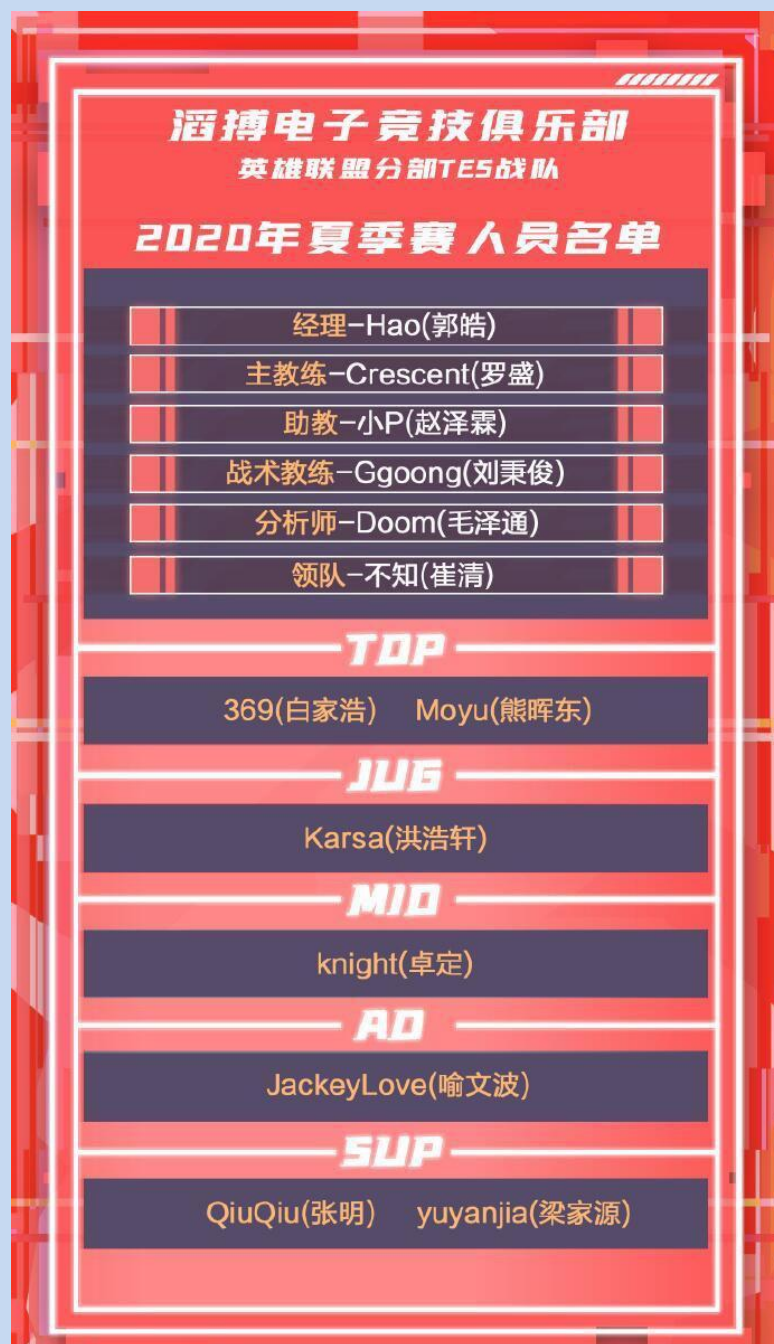 滔搏电子竞技俱乐部
英雄联盟分部TES战队
2020年夏季赛人员名单
经理-Hao(郭皓)
主教练-Crescent(罗盛)
助教-小P(赵泽霖)
战术教练-Ggoong(刘秉俊)
分析师-Doom(毛泽通)
领队-不知(崔清)
TOP
369(白家浩) Moyu(熊晖东)
JUG
Karsa(洪浩轩)
MID
knight(卓定)
AD
JackeyLove(喻文波)
SUP
QiuQiu(张明) yuyanjia(梁家源)